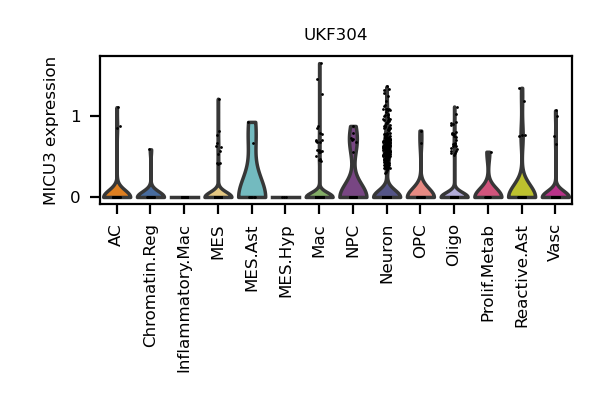 UKF304
MICU3 expression
1
0
AC
Chromatin.Reg
Inflammatory.Mac
MES
MES.Ast
MES.Hyp
Mac
NPC
Neuron
OPC
Oligo
Prolif.Metab
Reactive.Ast
Vasc